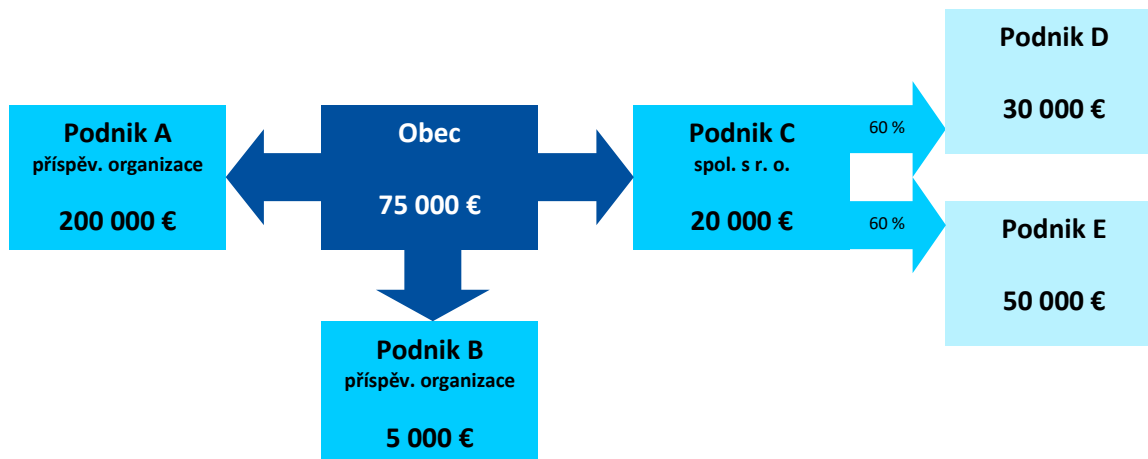 Podnik A
příspěv. organizace
200 000 €
Obec
75 000 €
Podnik B
příspěv. organizace
5 000 €
Podnik C
spol. s r. o.
20 000 €
60 %
60 %
Podnik D
30 000 €
Podnik E
50 000 €